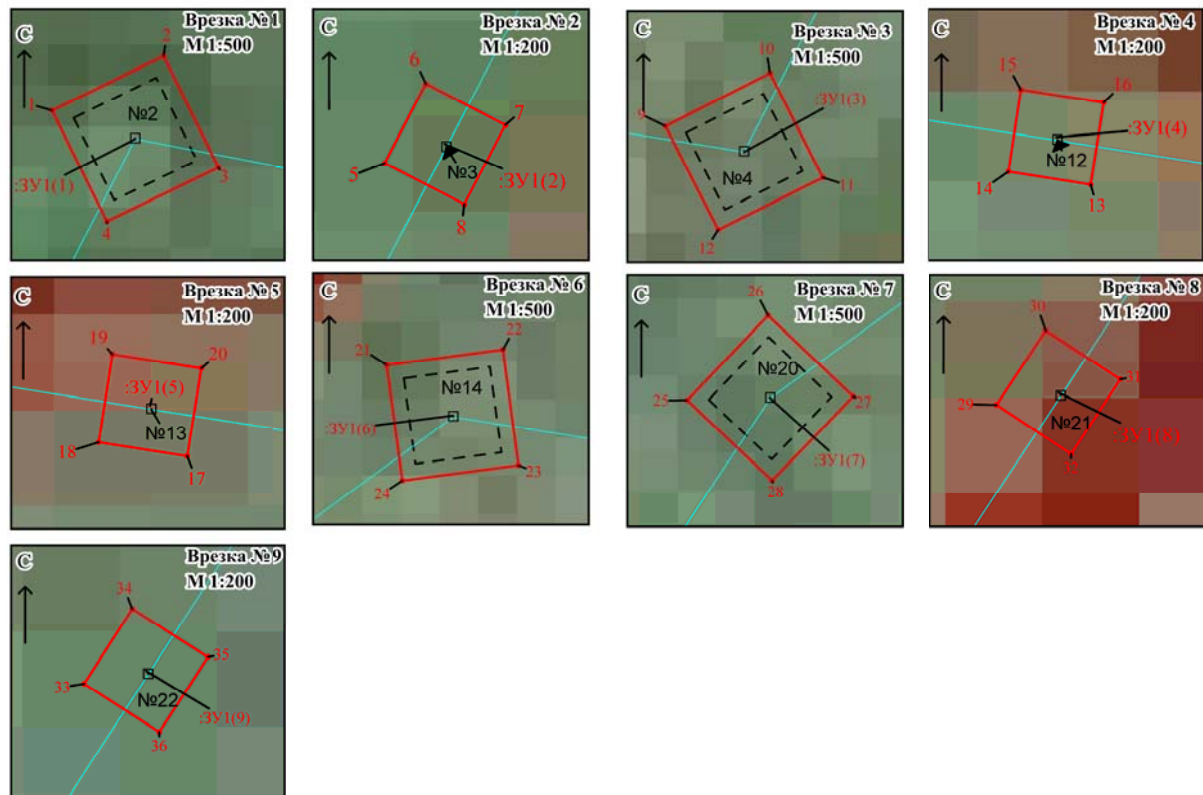 С
Врезка № 1
М 1:500
1
2
№2
3
:ЗУ1(1)
4
С
Врезка № 2
М 1:200
6
7
5
№3
:ЗУ1(2)
8
С
Врезка № 3
М 1:500
10
:ЗУ1(3)
9
№4
11
12
С
Врезка № 4
М 1:200
15
16
:ЗУ1(4)
№12
14
13
С
Врезка № 5
М 1:200
19
20
:ЗУ1(5)
№13
18
17
С
Врезка № 6
М 1:500
22
21
№14
:ЗУ1(6)
23
24
С
Врезка № 7
М 1:500
26
№20
25
27
:ЗУ1(7)
28
С
Врезка № 8
М 1:200
30
31
29
№21
:ЗУ1(8)
32
С
Врезка №9
М 1:200
34
35
33
№22
:ЗУ1(9)
36